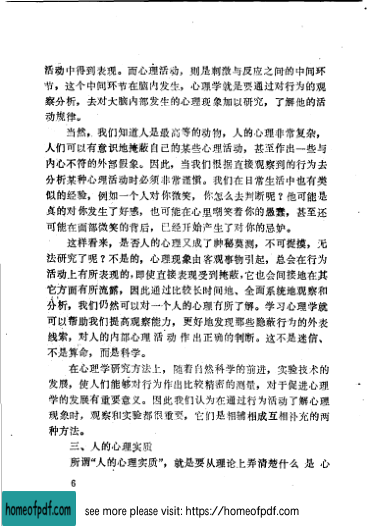 活动中得到表现。而心理活动，则是刺激与反应之间的中间环
节，这个中间环节在脑内发生，心理学就是要通过对行为的观
察分析，去对大脑内部发生的心理现象加以研究，了解他的活
动规律。
当然，我们知道人是最高等的动物，人的心理非常复杂，
人们可以有意识地掩蔽自己的某些心理活动，甚至作出一些与
内心不符的外部假象。因此，当我们根据直接观察到的行为去
分析某种心理活动时必须非常谨慎。我们在日常生活中也有类
似的经验，例如一个人对你微笑，你怎么去判断呢？他可能是
真的对你发生了好感，也可能在心里嘲笑着你的愚蠢，甚至还
可能在面部微笑的背后，已经开始产生了对你的忌妒。
这样看来，是否人的心理又成了神秘莫测，不可捉摸，无
法研究了呢？不是的，心理现象由客观事物引起，总会在行为
活动上有所表现的，即使直接表现受到掩蔽，它也会间接地在其
它方面有所流露，因此通过比较长时间地、全面系统地观察和
分析，我们仍然可以对一个人的心理有所了解。学习心理学就
可以帮助我们提高观察能力，更好地发现那些隐蔽行为的外表
线索，对人的内部心理活动作出正确的判断。这不是迷信、
不是算命，而是科学。
在心理学研究方法上，随着自然科学的前进，实验技术的
发展，使人们能够对行为作出比较精密的测量，对于促进心理
学的发展有重要意义。因此我们认为在通过行为活动了解心理
现象时，观察和实验都很重要，它们是相辅相成互相补充的两
种方法。
三、人的心理实质
所谓“人的心理实质”，就是要从理论上弄清楚什么是心
6
homeofpdf.com
see more please visit: https://homeofpdf.com